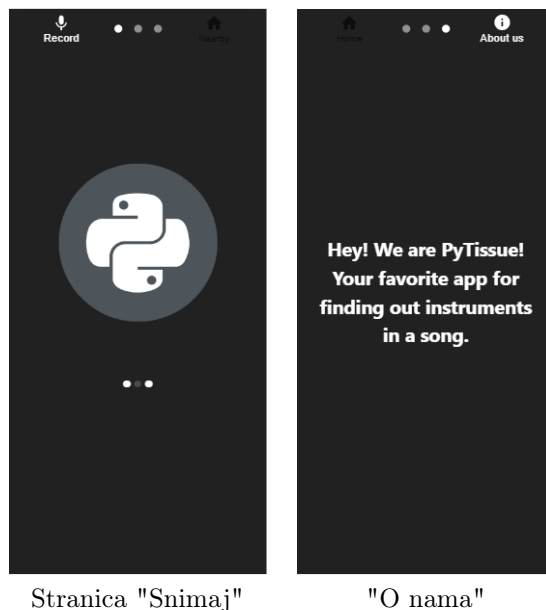 Record
Nearby
Home
About us
Hey! We are PyTissue!
Your favorite app for
finding out instruments
in a song.
Stranica "Snimaj"
"O nama"